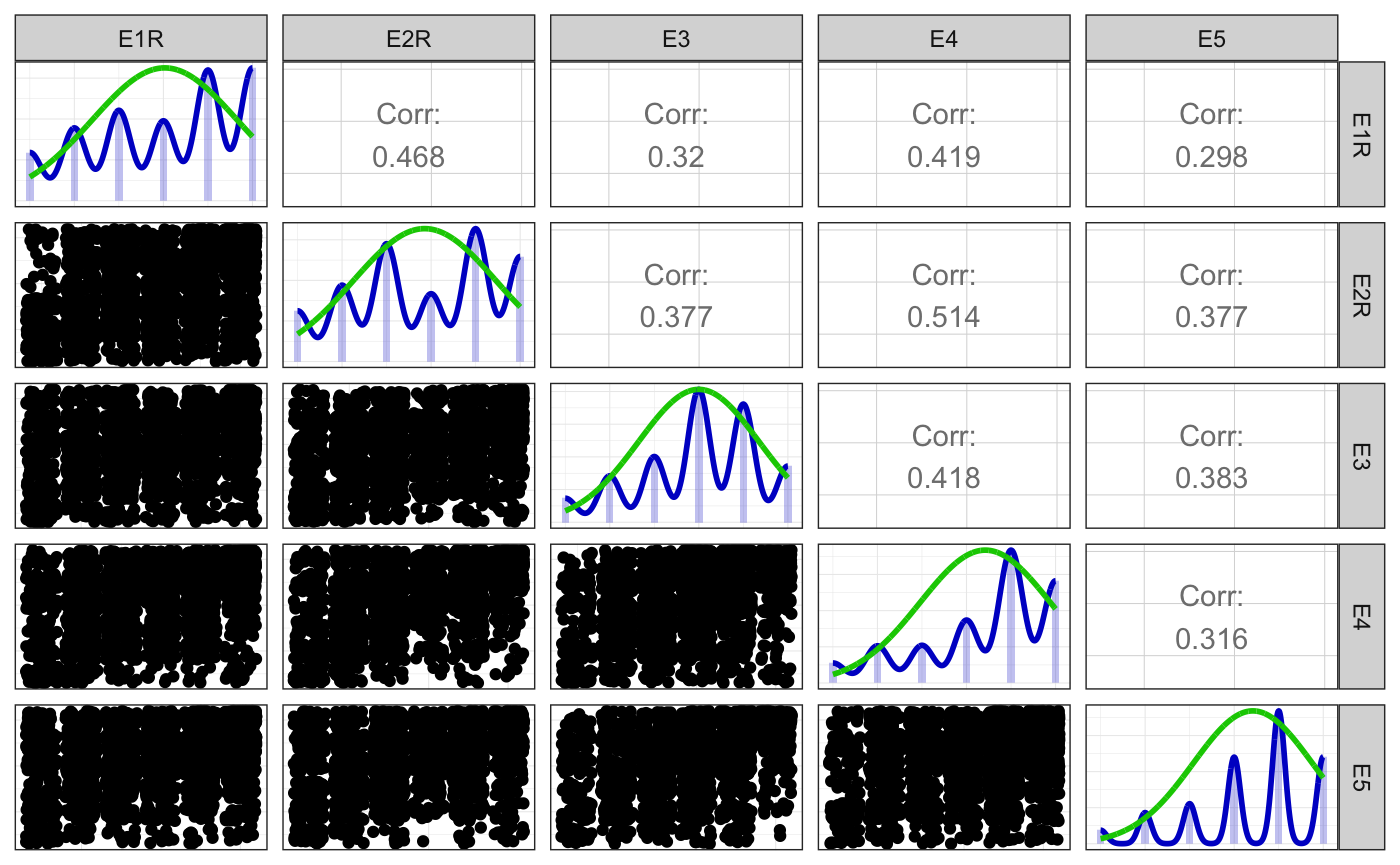 E1R E2R E3 E4 E5
Corr: Corr: Corr: Corr: E1R
0.468 0.32 0.419 0.298
Corr: Corr: Corr: E2R
0.377 0.514 0.377
Corr: Corr: E3
0.418 0.383
Corr: E4
0.316
E5